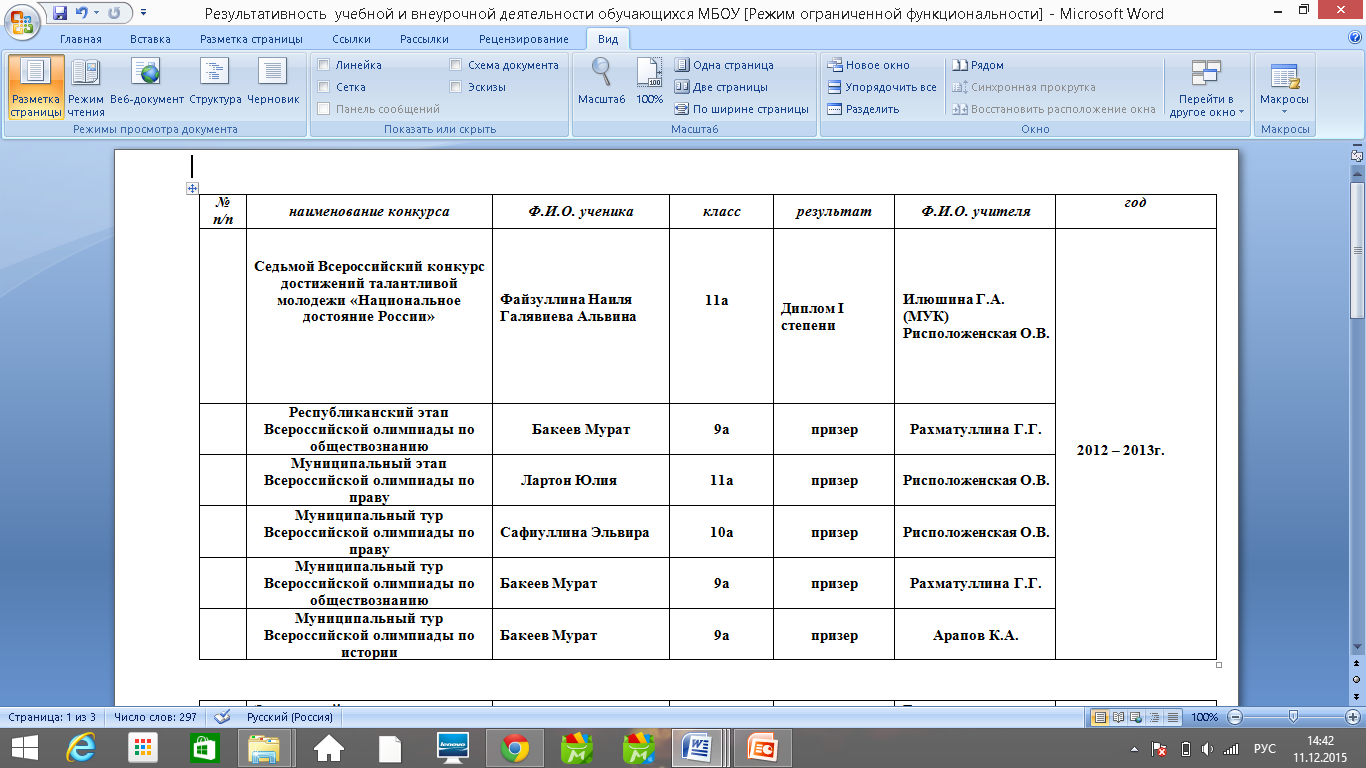 Результативность учебной и внеурочной деятельности обучающихся МБОУ [Режим ограниченной функциональности] - Microsoft Word
Главная Вставка Разметка страницы Ссылки Рассылки Рецензирование Вид
Разметка страницы
Режим чтения
Веб-документ
Структура
Черновик
Режимы просмотра документа
Линейка
Сетка
Панель сообщений
Схема документа
Эскизы
Показать или скрыть
Масштаб
100%
Одна страница
Две страницы
По ширине страницы
Масштаб
Новое окно
Упорядочить все
Разделить
Рядом
Синхронная прокрутка
Восстановить расположение окна
Перейти в другое окно
Окно
Макросы
Макросы
№
п/п
наименование конкурса
Ф.И.О. ученика
класс
результат
Ф.И.О. учителя
год
Седьмой Всероссийский конкурс
достижений талантливой
молодежи «Национальное
достояние России»
Файзуллина Наиля
Галявиева Альвина
11а
Диплом I
степени
Илюшина Г.А.
(МУК)
Рисположенская О.В.
2012 – 2013г.
Республиканский этап
Всероссийской олимпиады по
обществознанию
Бакеев Мурат
9а
призер
Рахматуллина Г.Г.
Муниципальный этап
Всероссийской олимпиады по
праву
Лартон Юлия
11а
призер
Рисположенская О.В.
Муниципальный тур
Всероссийской олимпиады по
праву
Сафиуллина Эльвира
10а
призер
Рисположенская О.В.
Муниципальный тур
Всероссийской олимпиады по
обществознанию
Бакеев Мурат
9а
призер
Рахматуллина Г.Г.
Муниципальный тур
Всероссийской олимпиады по
истории
Бакеев Мурат
9а
призер
Арапов К.А.
Страница: 1 из 3 Число слов: 297 Русский (Россия) 100%
lenovo
РУС
14:42
11.12.2015